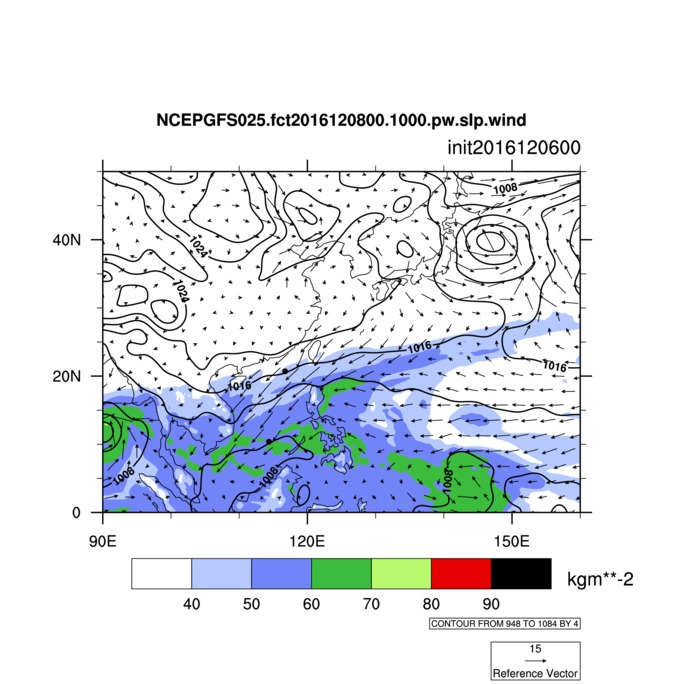 NCEPGFS025.fct2016120800.1000.pw.slp.wind
init2016120600
1008
40N
1024
1024
1016
1016
20N
1016
1008
1008
1008
0
90E 120E 150E
kgm**-2
40 50 60 70 80 90
CONTOUR FROM 948 TO 1084 BY 4
15
Reference Vector